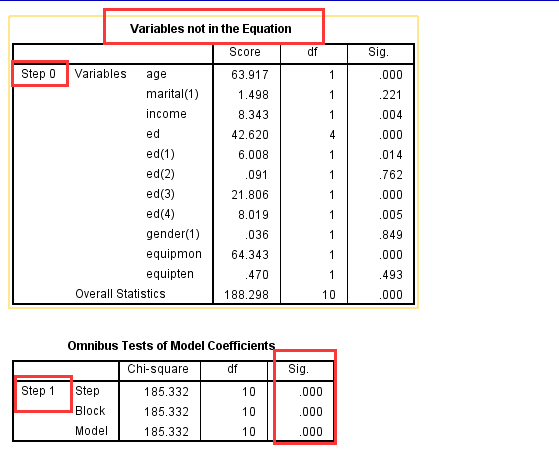 Variables not in the Equation
Score df Sig.
Step 0 Variables age 63.917 1 .000
marital(1) 1.498 1 .221
income 8.343 1 .004
ed 42.620 4 .000
ed(1) 6.008 1 .014
ed(2) .091 1 .762
ed(3) 21.806 1 .000
ed(4) 8.019 1 .005
gender(1) .036 1 .849
equipmon 64.343 1 .000
equipten .470 1 .493
Overall Statistics 188.298 10 .000
Omnibus Tests of Model Coefficients
Chi-square df Sig.
Step 1 Step 185.332 10 .000
Block 185.332 10 .000
Model 185.332 10 .000